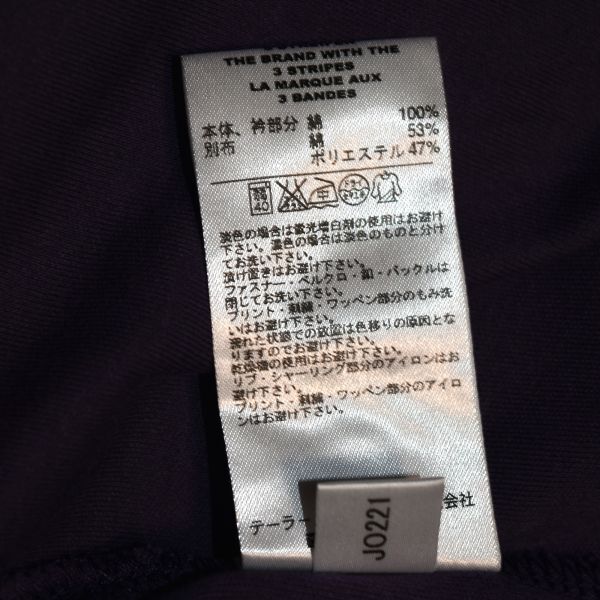 THE BRAND WITH THE
3 STRIPES
LA MARQUE AUX
3 BANDES
本体、衿部分 綿 100%
別布 綿 53%
ポリエステル 47%
40
淡色の場合は蛍光増白剤の使用はお避け
下さい。濃色の場合は淡色のものと分け
てお洗い下さい。
漬け置きはお避け下さい。
ファスナー・ベルクロ・釦・バックルは
閉じてお洗い下さい。
プリント・刺繍・ワッペン部分のもみ洗
いはお避け下さい。
濡れた状態での放置は色移りの原因とな
りますのでお避け下さい。
乾燥機の使用はお避け下さい。
リブ・シャーリング部分のアイロンはお
避け下さい。
プリント・刺繍・ワッペン部分のアイロ
ンはお避け下さい。
テーラー
会社
JO221